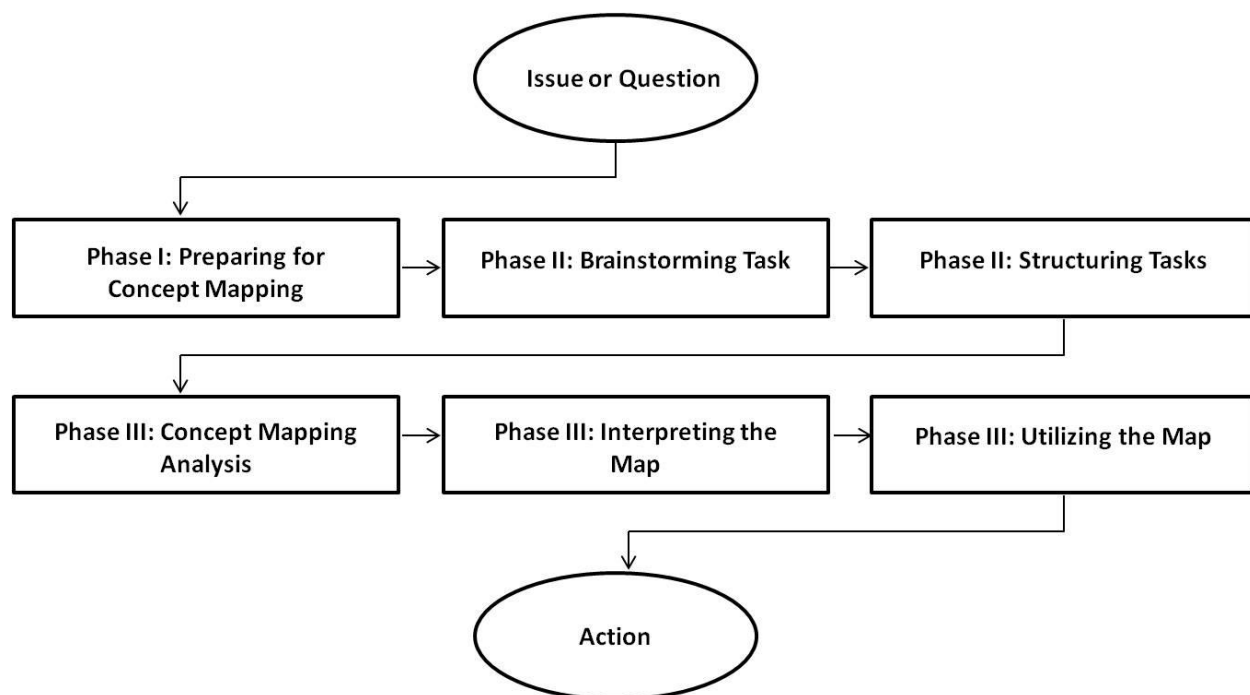 Issue or Question
Phase I: Preparing for
Concept Mapping
Phase II: Brainstorming Task
Phase II: Structuring Tasks
Phase III: Concept Mapping
Analysis
Phase III: Interpreting the
Map
Phase III: Utilizing the Map
Action